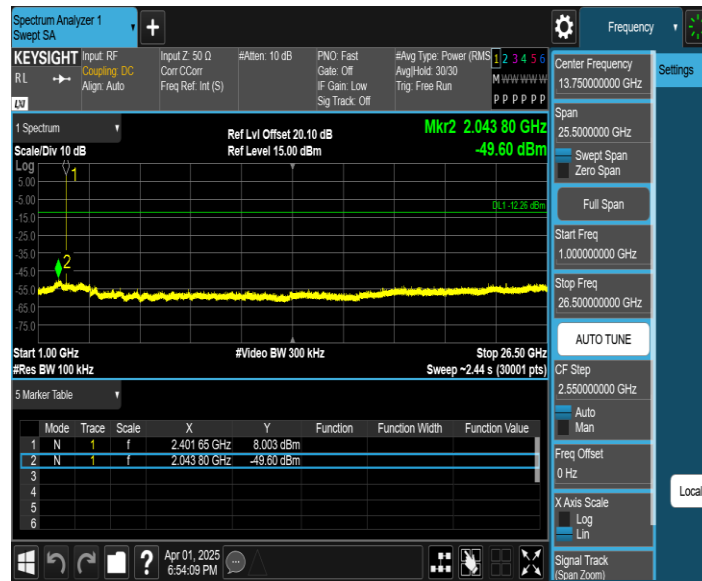 Spectrum Analyzer 1
Swept SA
Frequency
KEYSIGHT
RL
LXI
Input: RF
Coupling: DC
Align: Auto
Input Z: 50 Ω
Corr CCorr
Freq Ref: Int (S)
#Atten: 10 dB
PNO: Fast
Gate: Off
IF Gain: Low
Sig Track: Off
#Avg Type: Power (RMS
Avg|Hold: 30/30
Trig: Free Run
1 2 3 4 5 6
M W W W W W
P P P P P P
1 Spectrum
Scale/Div 10 dB
Ref Lvl Offset 20.10 dB
Ref Level 15.00 dBm
Mkr2 2.043 80 GHz
-49.60 dBm
Log
5.00
-5.00
-15.0
-25.0
-35.0
-45.0
-55.0
-65.0
-75.0
1
2
DL1 -12.26 dBm
Start 1.00 GHz
#Video BW 300 kHz
Stop 26.50 GHz
#Res BW 100 kHz
Sweep ~2.44 s (30001 pts)
5 Marker Table
Mode Trace Scale X Y Function Function Width Function Value
1 N 1 f 2.401 65 GHz 8.003 dBm
2 N 1 f 2.043 80 GHz -49.60 dBm
3
4
5
6
?
Apr 01, 2025
6:54:09 PM
Center Frequency
13.750000000 GHz
Span
25.5000000 GHz
Swept Span
Zero Span
Full Span
Start Freq
1.000000000 GHz
Stop Freq
26.500000000 GHz
AUTO TUNE
CF Step
2.550000000 GHz
Auto
Man
Freq Offset
0 Hz
X Axis Scale
Log
Lin
Signal Track
(Span Zoom)
Settings
Local